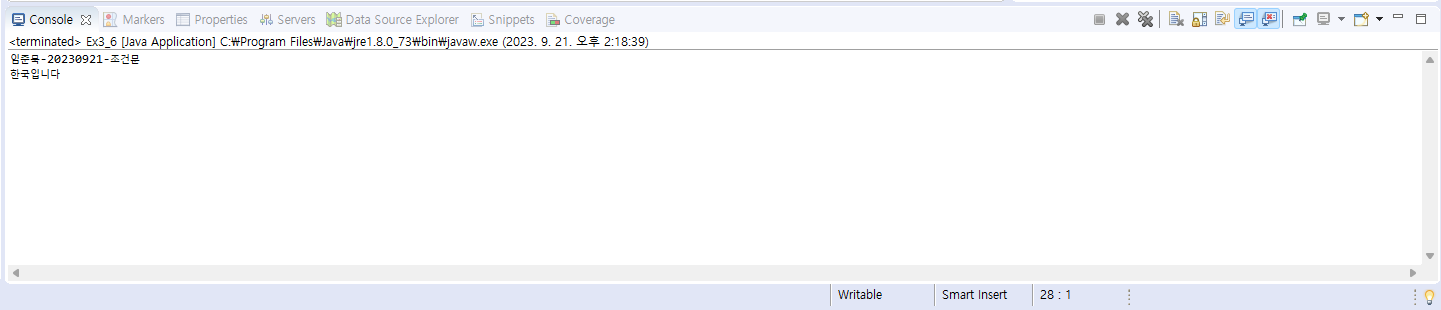 Console Markers Properties Servers Data Source Explorer Snippets Coverage
<terminated> Ex3_6 [Java Application] C:₩Program Files₩Java₩jre1.8.0_73₩bin₩javaw.exe (2023. 9. 21. 오후 2:18:39)
임준묵-20230921-조건문
한국입니다
Writable Smart Insert 28 : 1